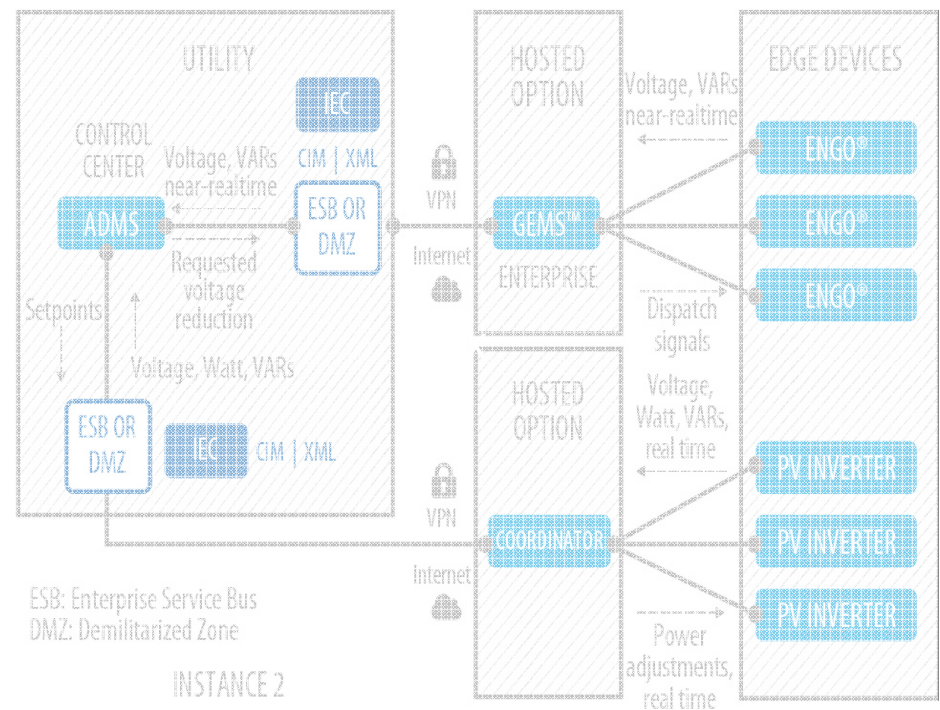 UTILITY
IEC
CONTROL
CENTER
Voltage, VARs
near-realtime
CIM | XML
ADMS
ESB OR
DMZ
Requested
voltage
reduction
Setpoints
Voltage, Watt, VARs
ESB OR
DMZ
IEC
CIM | XML
VPN
Internet
HOSTED
OPTION
GEMS™
ENTERPRISE
Voltage, VARs
near-realtime
Dispatch
signals
EDGE DEVICES
ENGO®
ENGO®
ENGO®
VPN
Internet
HOSTED
OPTION
COORDINATOR
Voltage,
Watt, VARs,
real time
Power
adjustments,
real time
PV INVERTER
PV INVERTER
PV INVERTER
ESB: Enterprise Service Bus
DMZ: Demilitarized Zone
INSTANCE 2